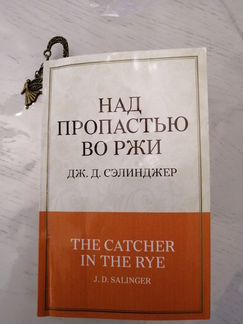 НАД
ПРОПАСТЬЮ
ВО РЖИ
ДЖ. Д. СЭЛИНДЖЕР
THE CATCHER
IN THE RYE
J. D. SALINGER